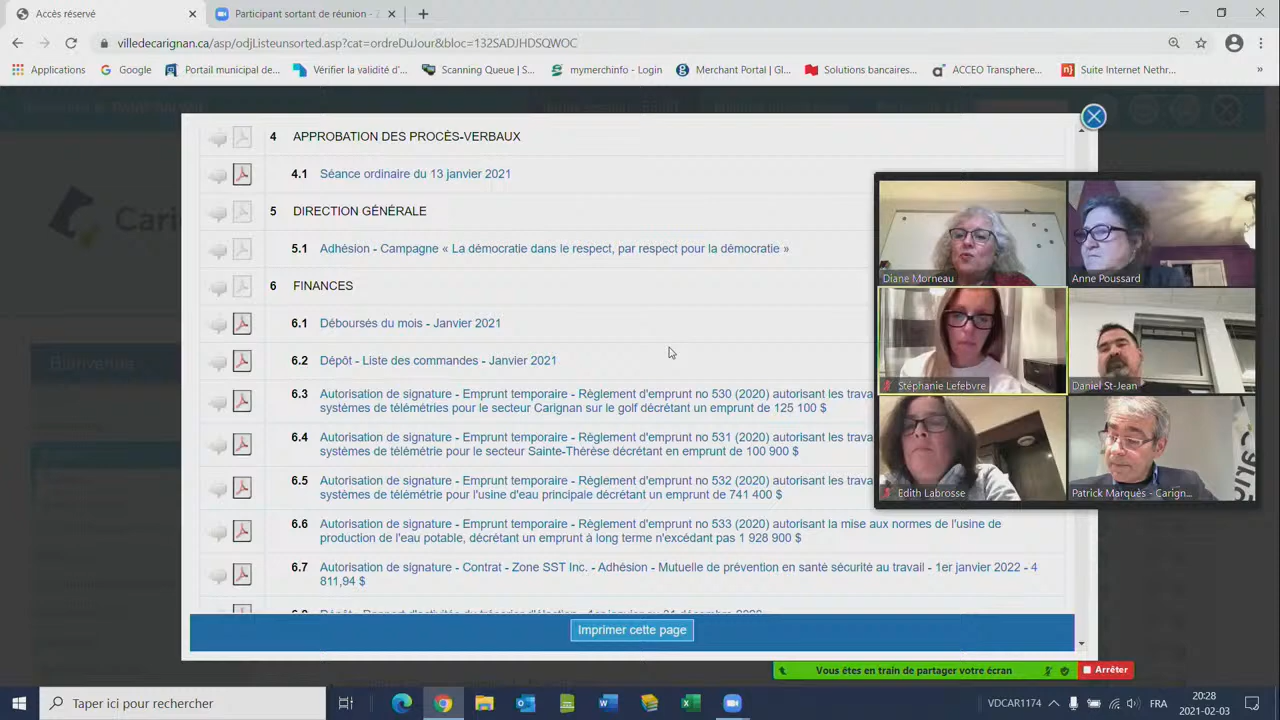 Accès réservé
Participant sortant de réunion -
villedecarignan.ca/asp/odjListeunsorted.asp?cat=ordreDuJour&bloc=132SADJHDSQWOC
Applications
Google
Portail municipal de...
Vérifier la validité d'...
Scanning Queue | S...
mymerchinfo - Login
Merchant Portal | Gl...
Solutions bancaires...
ACCEO Transphere...
Suite Internet Nethr...
»
4 APPROBATION DES PROCÈS-VERBAUX
4.1 Séance ordinaire du 13 janvier 2021
5 DIRECTION GÉNÉRALE
5.1 Adhésion - Campagne « La démocratie dans le respect, par respect pour la démocratie »
6 FINANCES
6.1 Déboursés du mois - Janvier 2021
6.2 Dépôt - Liste des commandes - Janvier 2021
6.3 Autorisation de signature - Emprunt temporaire - Règlement d'emprunt no 530 (2020) autorisant les trava
systèmes de télémétries pour le secteur Carignan sur le golf décrétant un emprunt de 125 100 $
6.4 Autorisation de signature - Emprunt temporaire - Règlement d'emprunt no 531 (2020) autorisant les trava
systèmes de télémétrie pour le secteur Sainte-Thérèse décrétant en emprunt de 100 900 $
6.5 Autorisation de signature - Emprunt temporaire - Règlement d'emprunt no 532 (2020) autorisant les trava
systèmes de télémétrie pour l'usine d'eau principale décrétant un emprunt de 741 400 $
6.6 Autorisation de signature - Emprunt temporaire - Règlement d'emprunt no 533 (2020) autorisant la mise aux normes de l'usine de
production de l'eau potable, décrétant un emprunt à long terme n'excédant pas 1 928 900 $
6.7 Autorisation de signature - Contrat - Zone SST Inc. - Adhésion - Mutuelle de prévention en santé sécurité au travail - 1er janvier 2022 - 4
811,94 $
Imprimer cette page
Diane Morneau
Anne Poussard
Stéphanie Lefebvre
Daniel St-Jean
Edith Labrosse
Patrick Marquès - Carign...
Cari
Bienvenue
Vous êtes en train de partager votre écran
Arrêter
Taper ici pour rechercher
VDCAR1174
FRA
20:28
2021-02-03